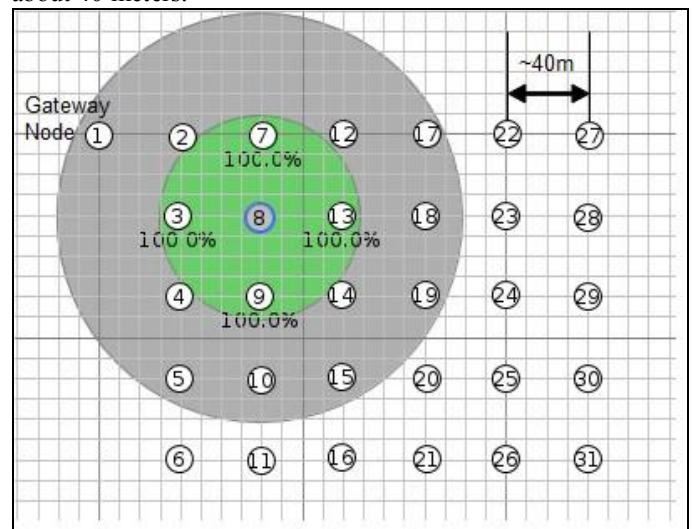 about 40 meters.
~40m
Gateway
Node 1 2 7 12 17 22 27
100.0%
3 8 13 18 23 28
100.0% 100.0%
4 9 14 19 24 29
100.0%
5 10 15 20 25 30
6 11 16 21 26 31